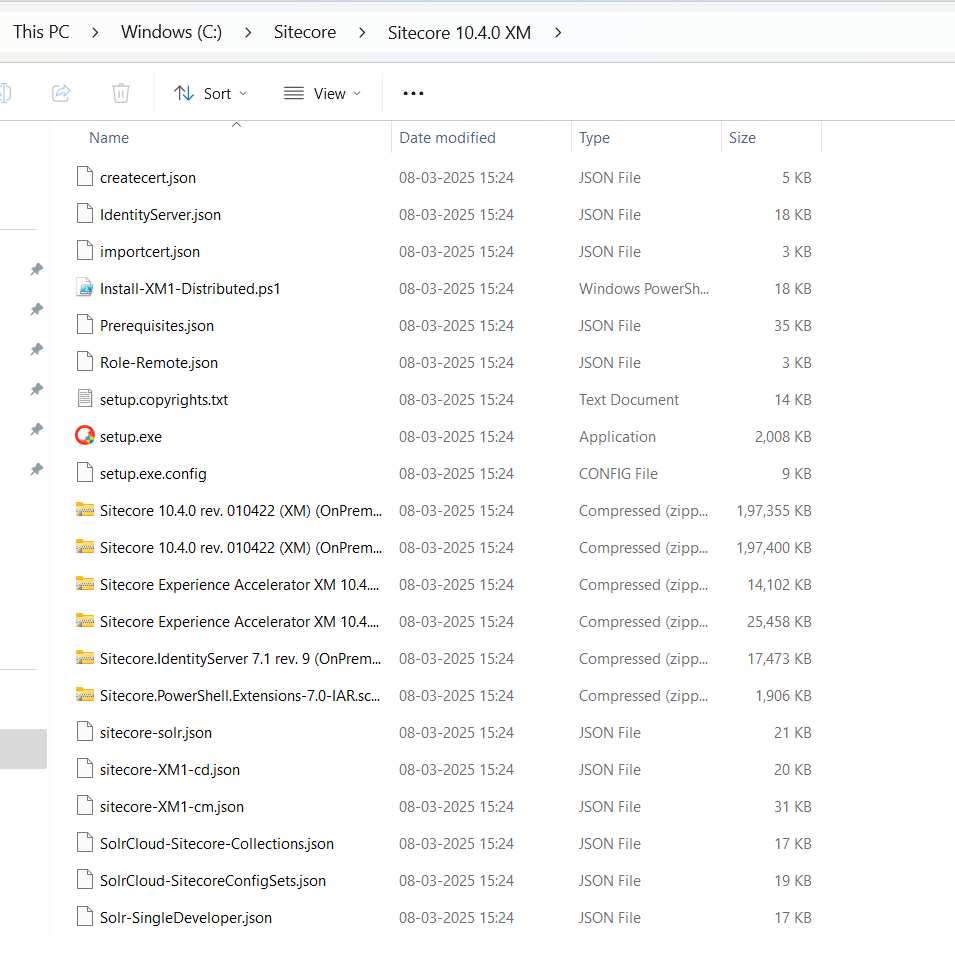 This PC > Windows (C:) > Sitecore > Sitecore 10.4.0 XM >
Sort View ...
Name Date modified Type Size
createcert.json 08-03-2025 15:24 JSON File 5 KB
IdentityServer.json 08-03-2025 15:24 JSON File 18 KB
importcert.json 08-03-2025 15:24 JSON File 3 KB
Install-XM1-Distributed.ps1 08-03-2025 15:24 Windows PowerSh... 18 KB
Prerequisites.json 08-03-2025 15:24 JSON File 35 KB
Role-Remote.json 08-03-2025 15:24 JSON File 3 KB
setup.copyrights.txt 08-03-2025 15:24 Text Document 14 KB
setup.exe 08-03-2025 15:24 Application 2,008 KB
setup.exe.config 08-03-2025 15:24 CONFIG File 9 KB
Sitecore 10.4.0 rev. 010422 (XM) (OnPrem... 08-03-2025 15:24 Compressed (zipp... 1,97,355 KB
Sitecore 10.4.0 rev. 010422 (XM) (OnPrem... 08-03-2025 15:24 Compressed (zipp... 1,97,400 KB
Sitecore Experience Accelerator XM 10.4.... 08-03-2025 15:24 Compressed (zipp... 14,102 KB
Sitecore Experience Accelerator XM 10.4.... 08-03-2025 15:24 Compressed (zipp... 25,458 KB
Sitecore.IdentityServer 7.1 rev. 9 (OnPrem... 08-03-2025 15:24 Compressed (zipp... 17,473 KB
Sitecore.PowerShell.Extensions-7.0-IAR.sc... 08-03-2025 15:24 Compressed (zipp... 1,906 KB
sitecore-solr.json 08-03-2025 15:24 JSON File 21 KB
sitecore-XM1-cd.json 08-03-2025 15:24 JSON File 20 KB
sitecore-XM1-cm.json 08-03-2025 15:24 JSON File 31 KB
SolrCloud-Sitecore-Collections.json 08-03-2025 15:24 JSON File 17 KB
SolrCloud-SitecoreConfigSets.json 08-03-2025 15:24 JSON File 19 KB
Solr-SingleDeveloper.json 08-03-2025 15:24 JSON File 17 KB